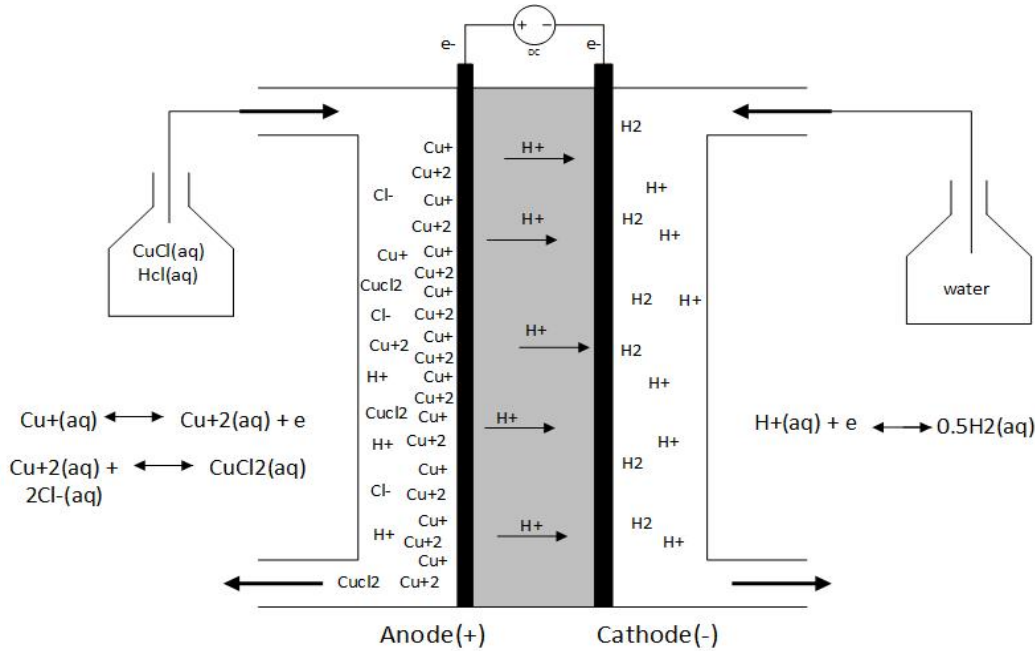 + −
DC
e- e-
H2
Cu+
H+
Cu+2
Cl-
Cu+
H+
H2
Cu+2
H+
H+
CuCl(aq)
Hcl(aq)
Cu+
Cu+
Cu+2
Cucl2
Cu+
H2
H+
water
Cl-
Cu+2
H+
Cu+
Cu+2
Cu+2
H2
H+
Cu+
H+
Cu+2
Cucl2
Cu+
H+
Cu+(aq) Cu+2(aq) + e
H+(aq) + e 0.5H2(aq)
H+
Cu+2
H+
Cu+2(aq) + CuCl2(aq)
2Cl-(aq)
Cu+
H2
Cl-
Cu+2
Cu+
H+
H2
H+
Cu+2
H+
Cu+
Cucl2
Cu+2
Anode(+) Cathode(-)